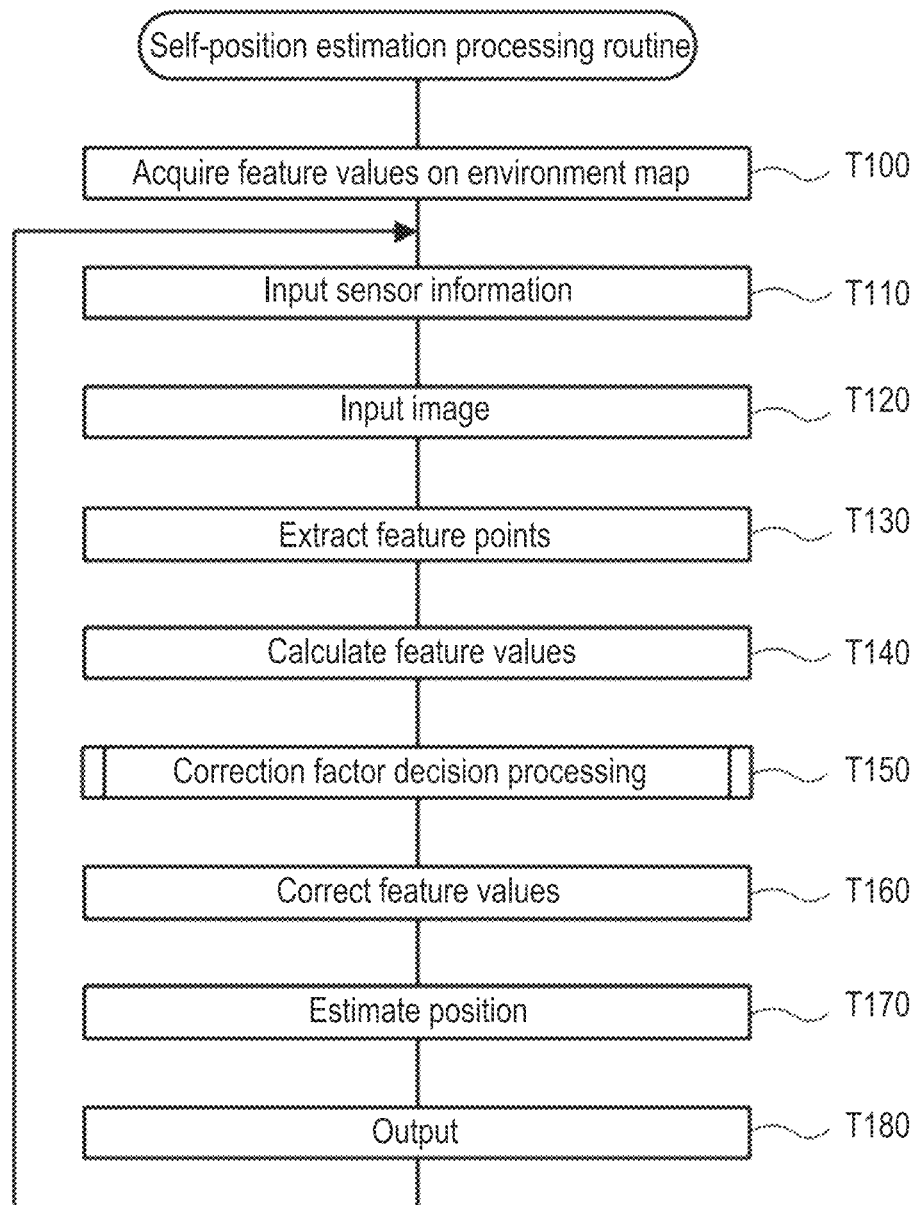 Self-position estimation processing routine
Acquire feature values on environment map
T100
Input sensor information
T110
Input image
T120
Extract feature points
T130
Calculate feature values
T140
Correction factor decision processing
T150
Correct feature values
T160
Estimate position
T170
Output
T180